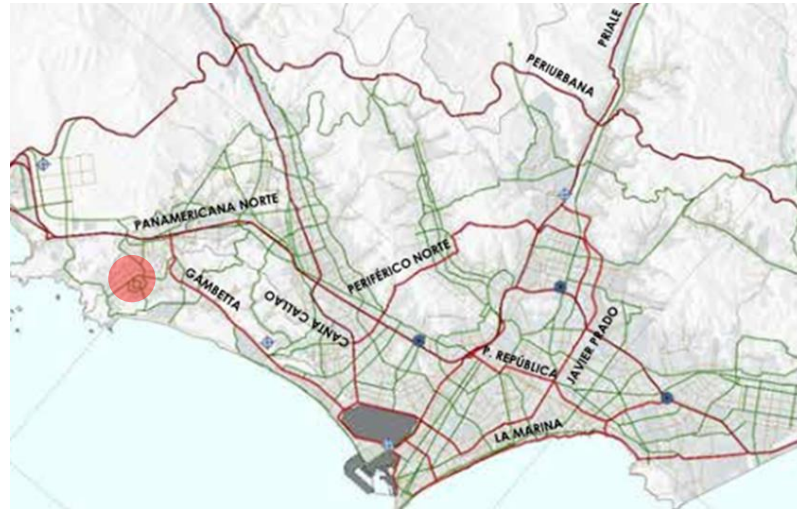 PRIALE
PERIURBANA
PANAMERICANA NORTE
PERIFÉRICO NORTE
GAMBETTA
CANTA CALLAO
P. REPÚBLICA
JAVIER PRADO
LA MARINA